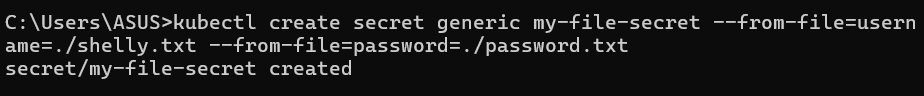 C:\Users\ASUS>kubectl create secret generic my-file-secret --from-file=usern
ame=./shelly.txt --from-file=password=./password.txt
secret/my-file-secret created